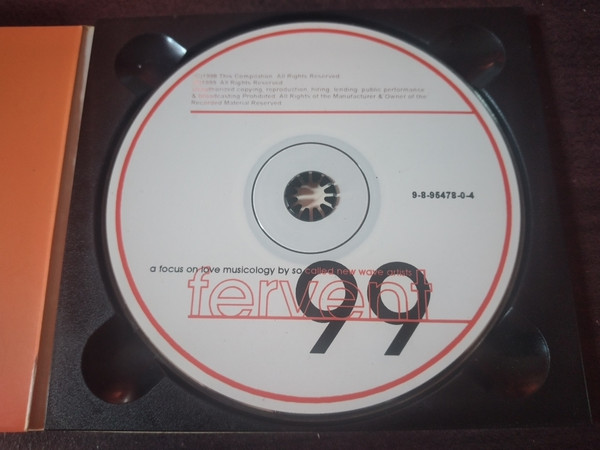 1998 This Compilation. All Rights Reserved
1998 All Rights Reserved
Unauthorized copying, reproduction, hiring, lending, public performance
& broadcasting Prohibited. All Rights of the Manufacturer & Owner of the
Recorded Material Reserved
9-8-95478-0-4
a focus on love musicology by so called new wave artists
fervent
99